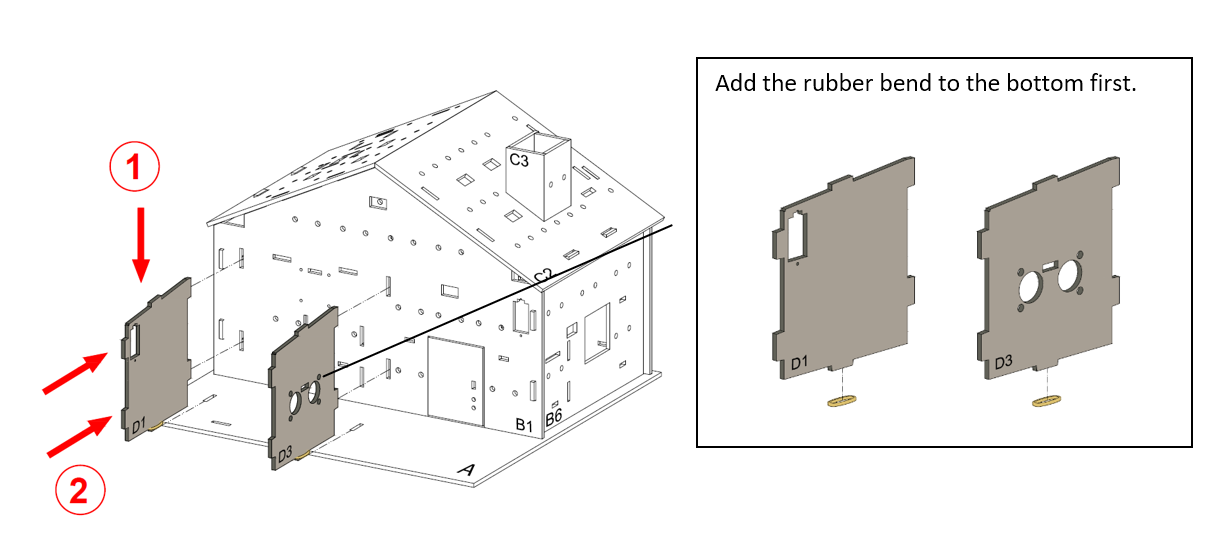 Add the rubber bend to the bottom first.
1
C3
C2
D1
D3
B1
B6
A
2
D1
D3